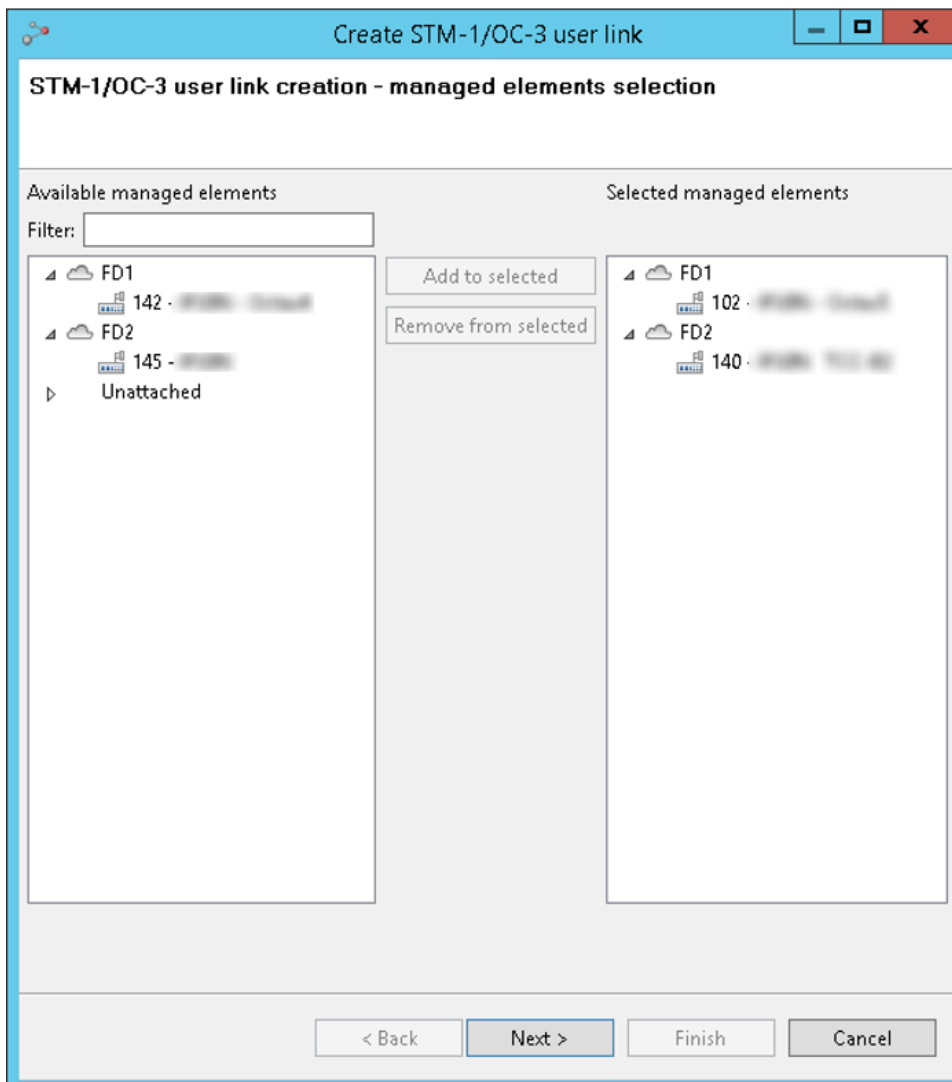 Create STM-1/OC-3 user link
STM-1/OC-3 user link creation - managed elements selection
Available managed elements
Filter:
FD1
142 -
FD2
145 -
Unattached
Add to selected
Remove from selected
Selected managed elements
FD1
102 -
FD2
140 -
< Back
Next >
Finish
Cancel